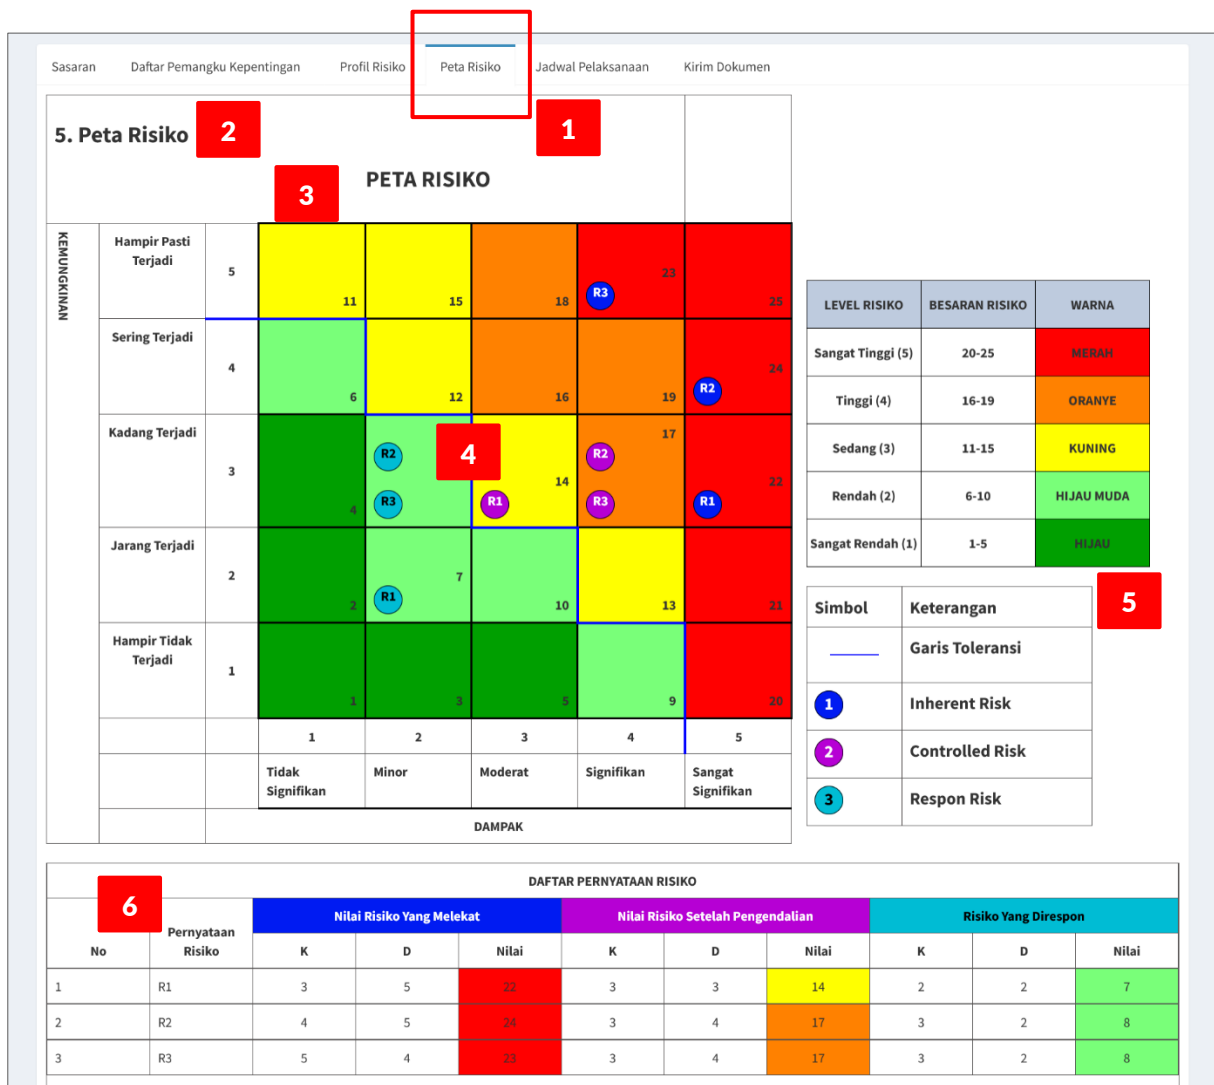 Sasaran Daftar Pemangku Kepentingan Profil Risiko Peta Risiko Jadwal Pelaksanaan Kirim Dokumen
1
5. Peta Risiko 2
3 PETA RISIKO
KEMUNGKINAN
Hampir Pasti
Terjadi
5 11 15 18 R3 23 25
Sering Terjadi
4 6 12 16 19 R2 24
Kadang Terjadi
3 4 R2 R3 4 R1 14 R2 R3 17 R1 22
Jarang Terjadi
2 2 R1 7 10 13 21
Hampir Tidak
Terjadi
1 1 3 5 9 20
1 2 3 4 5
Tidak
Signifikan
Minor
Moderat
Signifikan
Sangat
Signifikan
DAMPAK
LEVEL RISIKO BESARAN RISIKO WARNA
Sangat Tinggi (5) 20-25 MERAH
Tinggi (4) 16-19 ORANYE
Sedang (3) 11-15 KUNING
Rendah (2) 6-10 HIJAU MUDA
Sangat Rendah (1) 1-5 HIJAU
5
Simbol Keterangan
Garis Toleransi
1 Inherent Risk
2 Controlled Risk
3 Respon Risk
DAFTAR PERNYATAAN RISIKO
6
No
Pernyataan
Risiko
Nilai Risiko Yang Melekat Nilai Risiko Setelah Pengendalian Risiko Yang Direspon
K D Nilai K D Nilai K D Nilai
1 R1 3 5 22 3 3 14 2 2 7
2 R2 4 5 24 3 4 17 3 2 8
3 R3 5 4 23 3 4 17 3 2 8